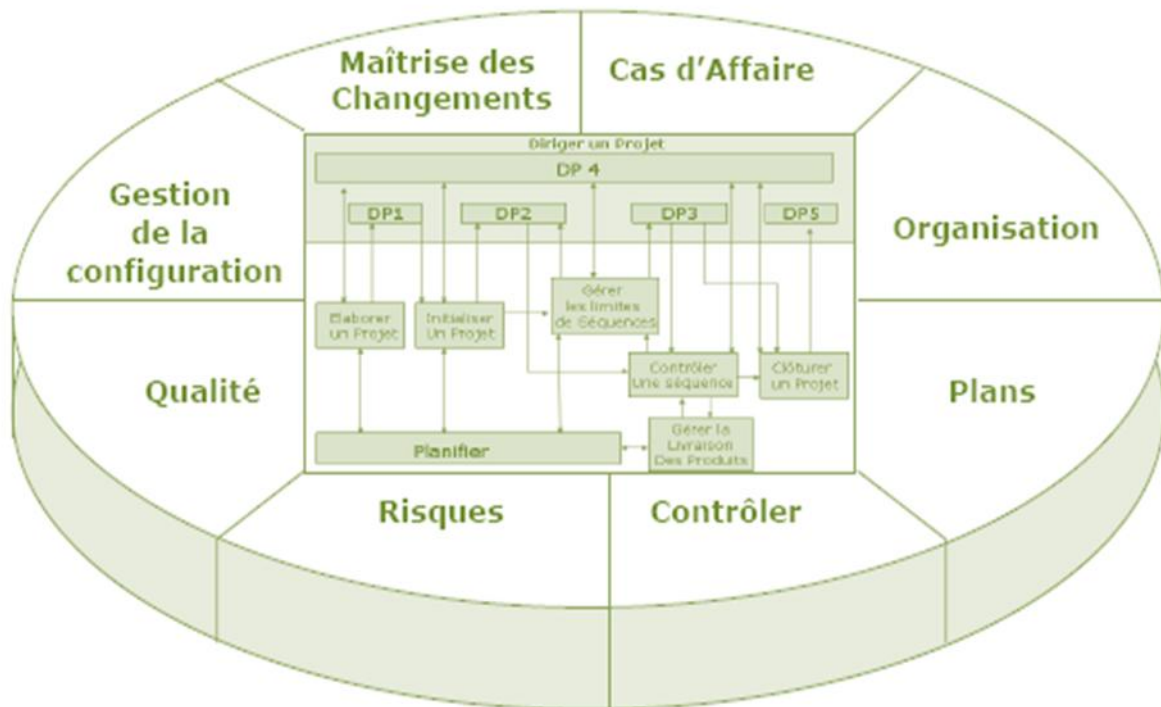 Maîtrise des
Changements
Cas d'Affaire
Gestion
de la
configuration
Organisation
Qualité
Plans
Risques
Contrôler
Diriger un Projet
DP 4
DP1
DP2
DP3
DP5
Elaborer
un Projet
Initialiser
Un Projet
Gérer
les limites
de Séquences
Contrôler
Une séquence
Clôturer
un Projet
Planifier
Gérer la
Livraison
Des Produits